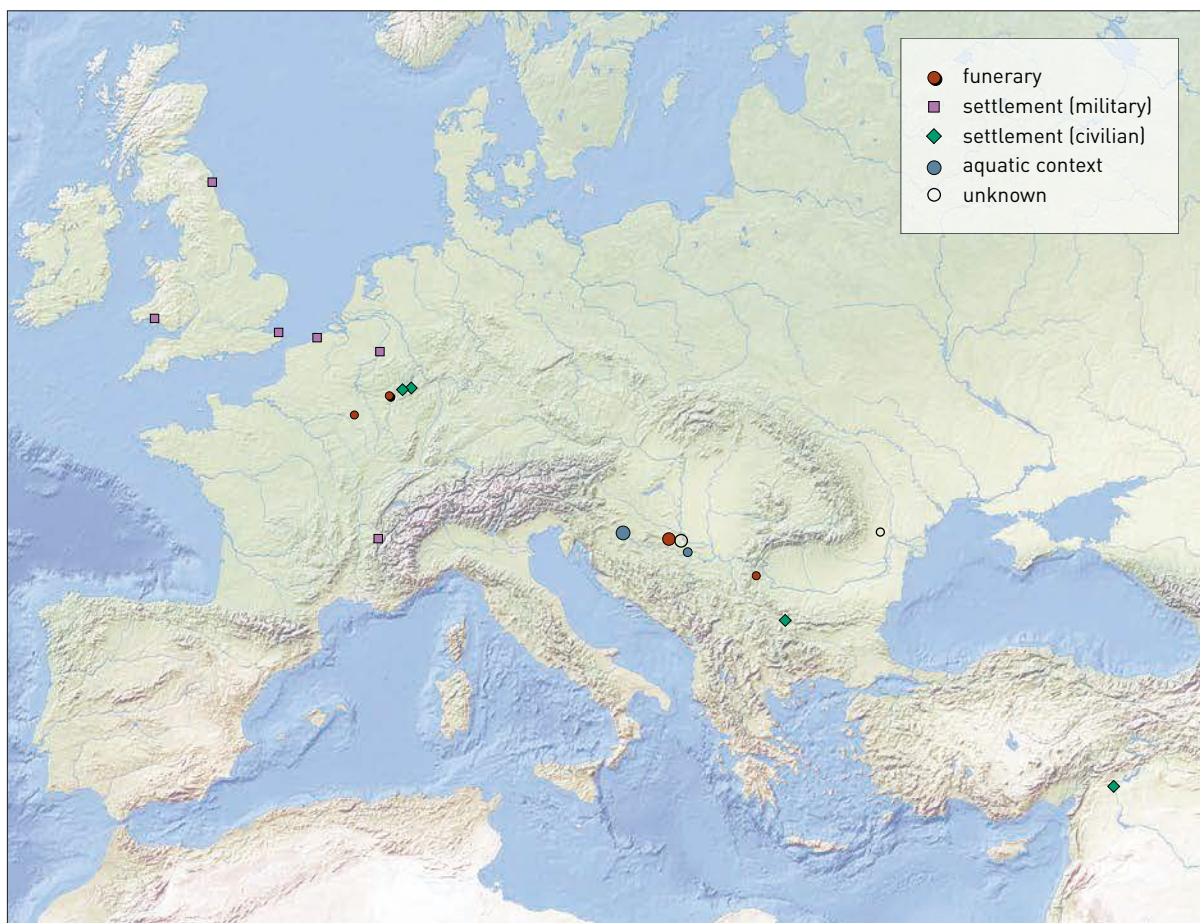 funerary
settlement (military)
settlement (civilian)
aquatic context
unknown